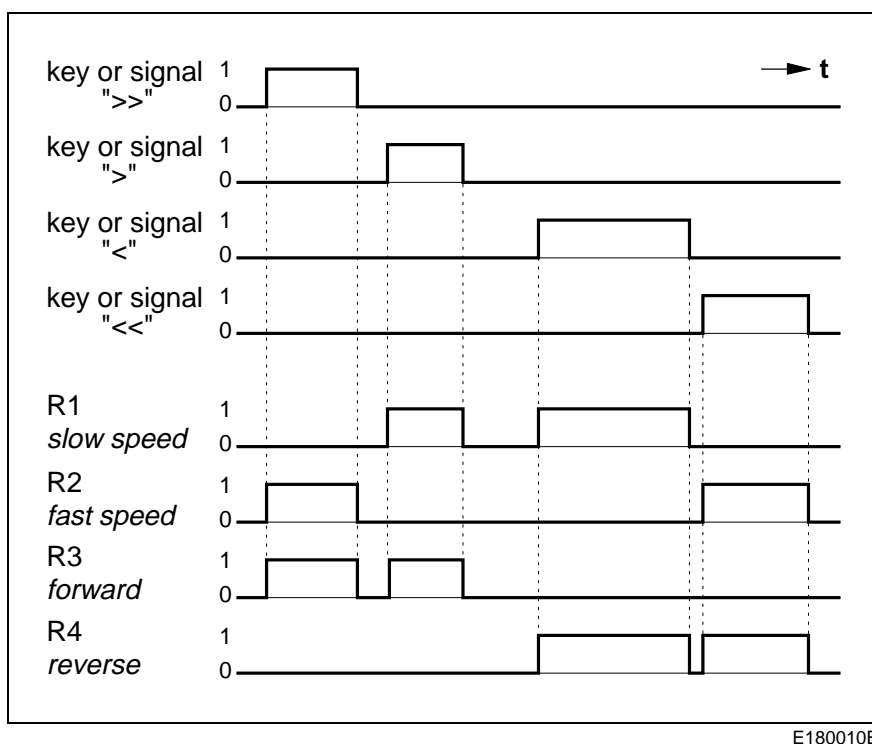 key or signal 1
">>" 0
t
key or signal 1
">" 0
key or signal 1
"<" 0
key or signal 1
"<<" 0
R1 1
slow speed 0
R2 1
fast speed 0
R3 1
forward 0
R4 1
reverse 0
E180010E